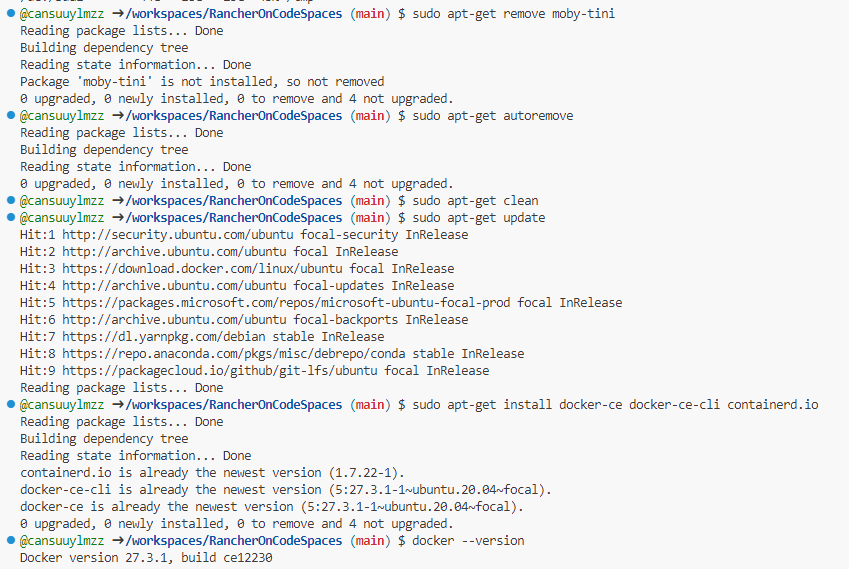 @cansuuylmzz ➜/workspaces/RancherOnCodeSpaces (main) $ sudo apt-get remove moby-tini
Reading package lists... Done
Building dependency tree
Reading state information... Done
Package 'moby-tini' is not installed, so not removed
0 upgraded, 0 newly installed, 0 to remove and 4 not upgraded.
@cansuuylmzz ➜/workspaces/RancherOnCodeSpaces (main) $ sudo apt-get autoremove
Reading package lists... Done
Building dependency tree
Reading state information... Done
0 upgraded, 0 newly installed, 0 to remove and 4 not upgraded.
@cansuuylmzz ➜/workspaces/RancherOnCodeSpaces (main) $ sudo apt-get clean
@cansuuylmzz ➜/workspaces/RancherOnCodeSpaces (main) $ sudo apt-get update
Hit:1 http://security.ubuntu.com/ubuntu focal-security InRelease
Hit:2 http://archive.ubuntu.com/ubuntu focal InRelease
Hit:3 https://download.docker.com/linux/ubuntu focal InRelease
Hit:4 http://archive.ubuntu.com/ubuntu focal-updates InRelease
Hit:5 https://packages.microsoft.com/repos/microsoft-ubuntu-focal-prod focal InRelease
Hit:6 http://archive.ubuntu.com/ubuntu focal-backports InRelease
Hit:7 https://dl.yarnpkg.com/debian stable InRelease
Hit:8 https://repo.anaconda.com/pkgs/misc/debrepo/conda stable InRelease
Hit:9 https://packagecloud.io/github/git-lfs/ubuntu focal InRelease
Reading package lists... Done
@cansuuylmzz ➜/workspaces/RancherOnCodeSpaces (main) $ sudo apt-get install docker-ce docker-ce-cli containerd.io
Reading package lists... Done
Building dependency tree
Reading state information... Done
containerd.io is already the newest version (1.7.22-1).
docker-ce-cli is already the newest version (5:27.3.1-1~ubuntu.20.04~focal).
docker-ce is already the newest version (5:27.3.1-1~ubuntu.20.04~focal).
0 upgraded, 0 newly installed, 0 to remove and 4 not upgraded.
@cansuuylmzz ➜/workspaces/RancherOnCodeSpaces (main) $ docker --version
Docker version 27.3.1, build ce12230